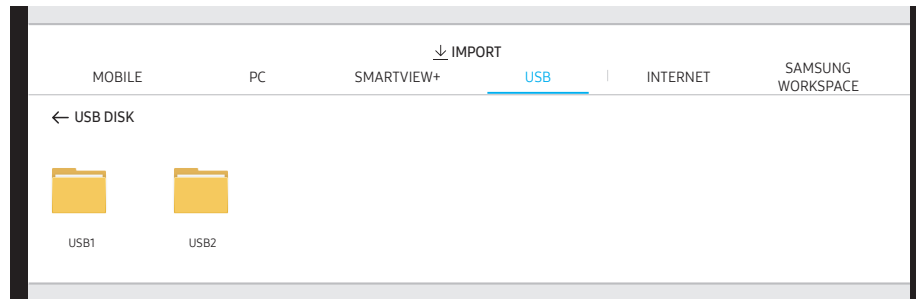 IMPORT
MOBILE PC SMARTVIEW+ USB INTERNET SAMSUNG WORKSPACE
USB DISK
USB1 USB2